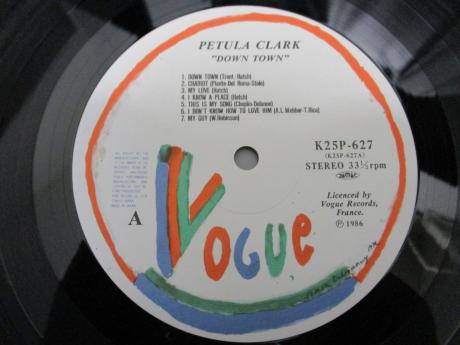 PETULA CLARK
"DOWN TOWN"
1. DOWN TOWN (Trent. Hatch)
2. CHARIOT (Plante-Del Roma-Stole)
3. MY LOVE (Hatch)
4. I KNOW A PLACE (Hatch)
5. THIS IS MY SONG (Chaplin-Delanoe)
6. I DON'T KNOW HOW TO LOVE HIM (A.L. Webber-T. Rice)
7. MY GUY (W. Robinson)
K25P-627
(K25P-627A)
STEREO 33⅓ rpm
A
VOGUE
Licenced by
Vogue Records,
France.
Ⓟ 1986